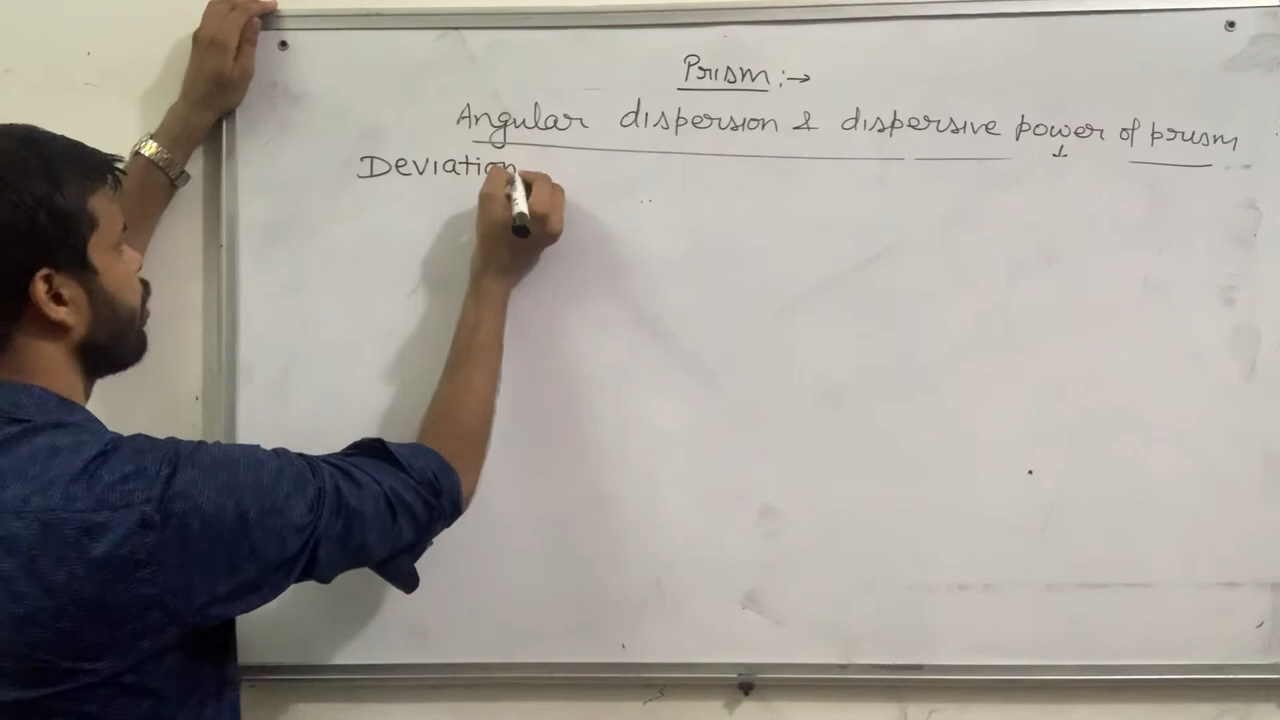 Prism :→
Angular dispersion & dispersive power of prism
Deviation